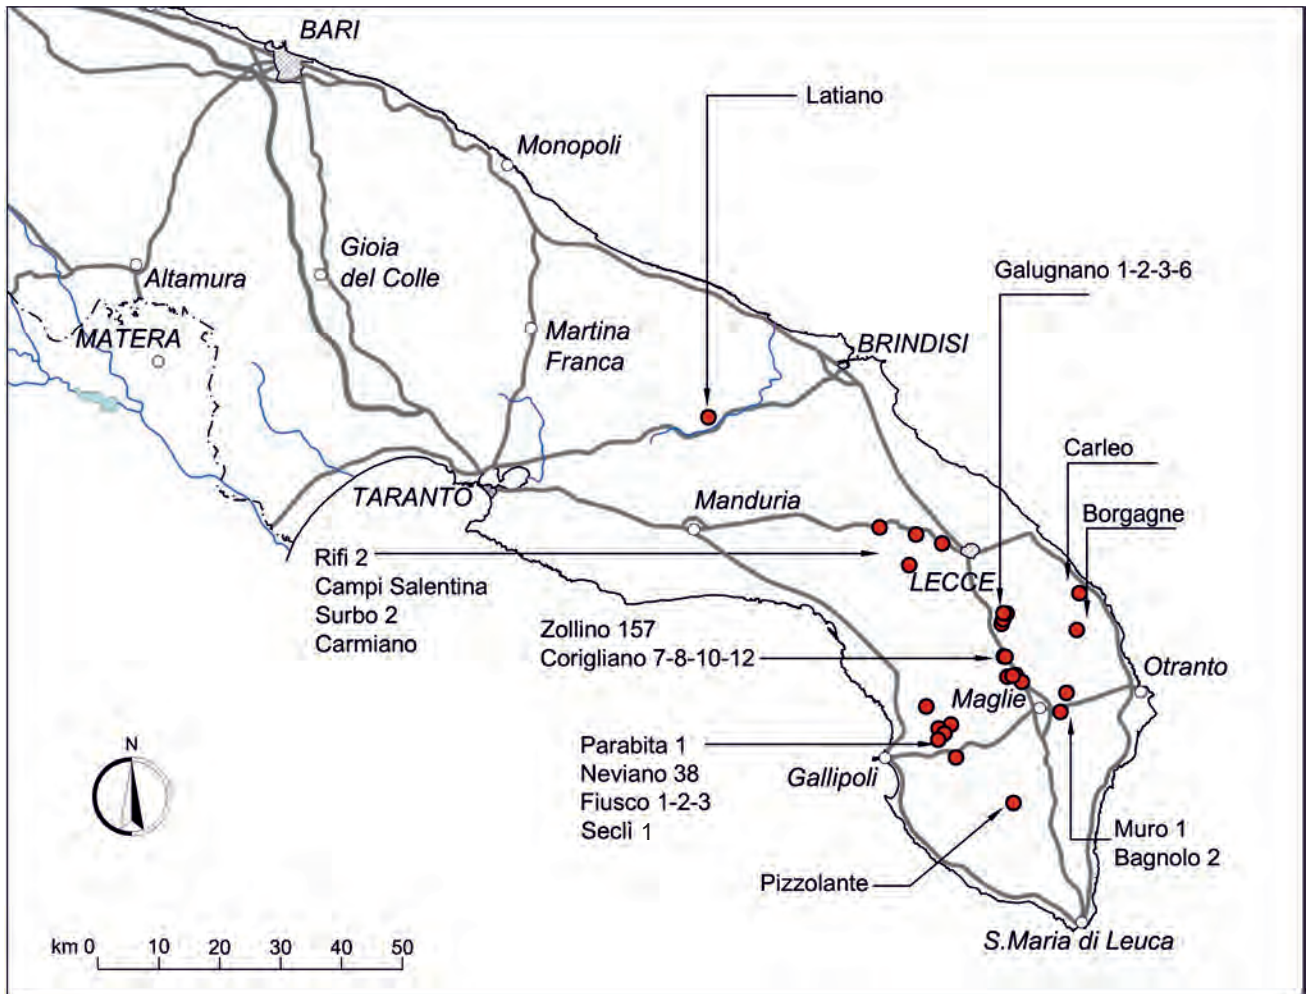 BARI
Latiano
Monopoli
Gioia
del Colle
Altamura
Galugnano 1-2-3-6
MATERA
Martina
Franca
BRINDISI
Carleo
TARANTO
Manduria
Borgagne
Rifi 2
Campi Salentina
Surbo 2
Carmiano
LECCE
Zollino 157
Corigliano 7-8-10-12
Otranto
Maglie
Parabita 1
Neviano 38
Fiusco 1-2-3
Seclì 1
Gallipoli
Muro 1
Bagnolo 2
Pizzolante
S.Maria di Leuca
N
km 0 10 20 30 40 50